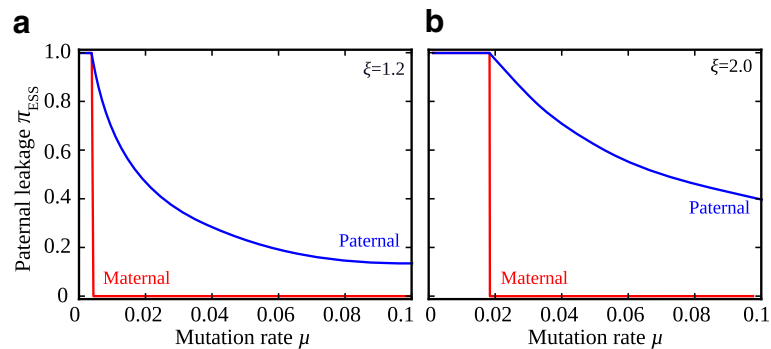 a
b
ξ=1.2
ξ=2.0
Paternal leakage π_ESS
1.0
0.8
0.6
0.4
0.2
0
Paternal
Maternal
Paternal
Maternal
0 0.02 0.04 0.06 0.08 0.1
0 0.02 0.04 0.06 0.08 0.1
Mutation rate μ
Mutation rate μ